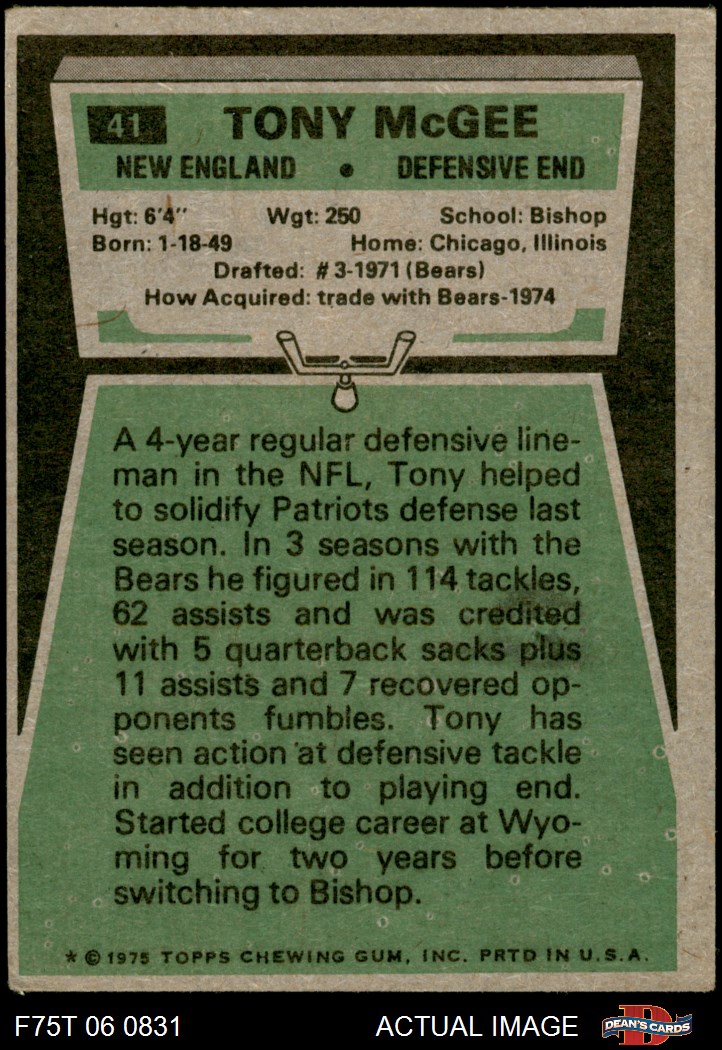 41 TONY McGEE
NEW ENGLAND • DEFENSIVE END
Hgt: 6'4" Wgt: 250 School: Bishop
Born: 1-18-49 Home: Chicago, Illinois
Drafted: #3-1971 (Bears)
How Acquired: trade with Bears-1974
A 4-year regular defensive line-
man in the NFL, Tony helped
to solidify Patriots defense last
season. In 3 seasons with the
Bears he figured in 114 tackles,
62 assists and was credited
with 5 quarterback sacks plus
11 assists and 7 recovered op-
ponents fumbles. Tony has
seen action at defensive tackle
in addition to playing end.
Started college career at Wyo-
ming for two years before
switching to Bishop.
* © 1975 TOPPS CHEWING GUM, INC. PRTD IN U.S.A.
F75T 06 0831 ACTUAL IMAGE D DEAN'S CARDS